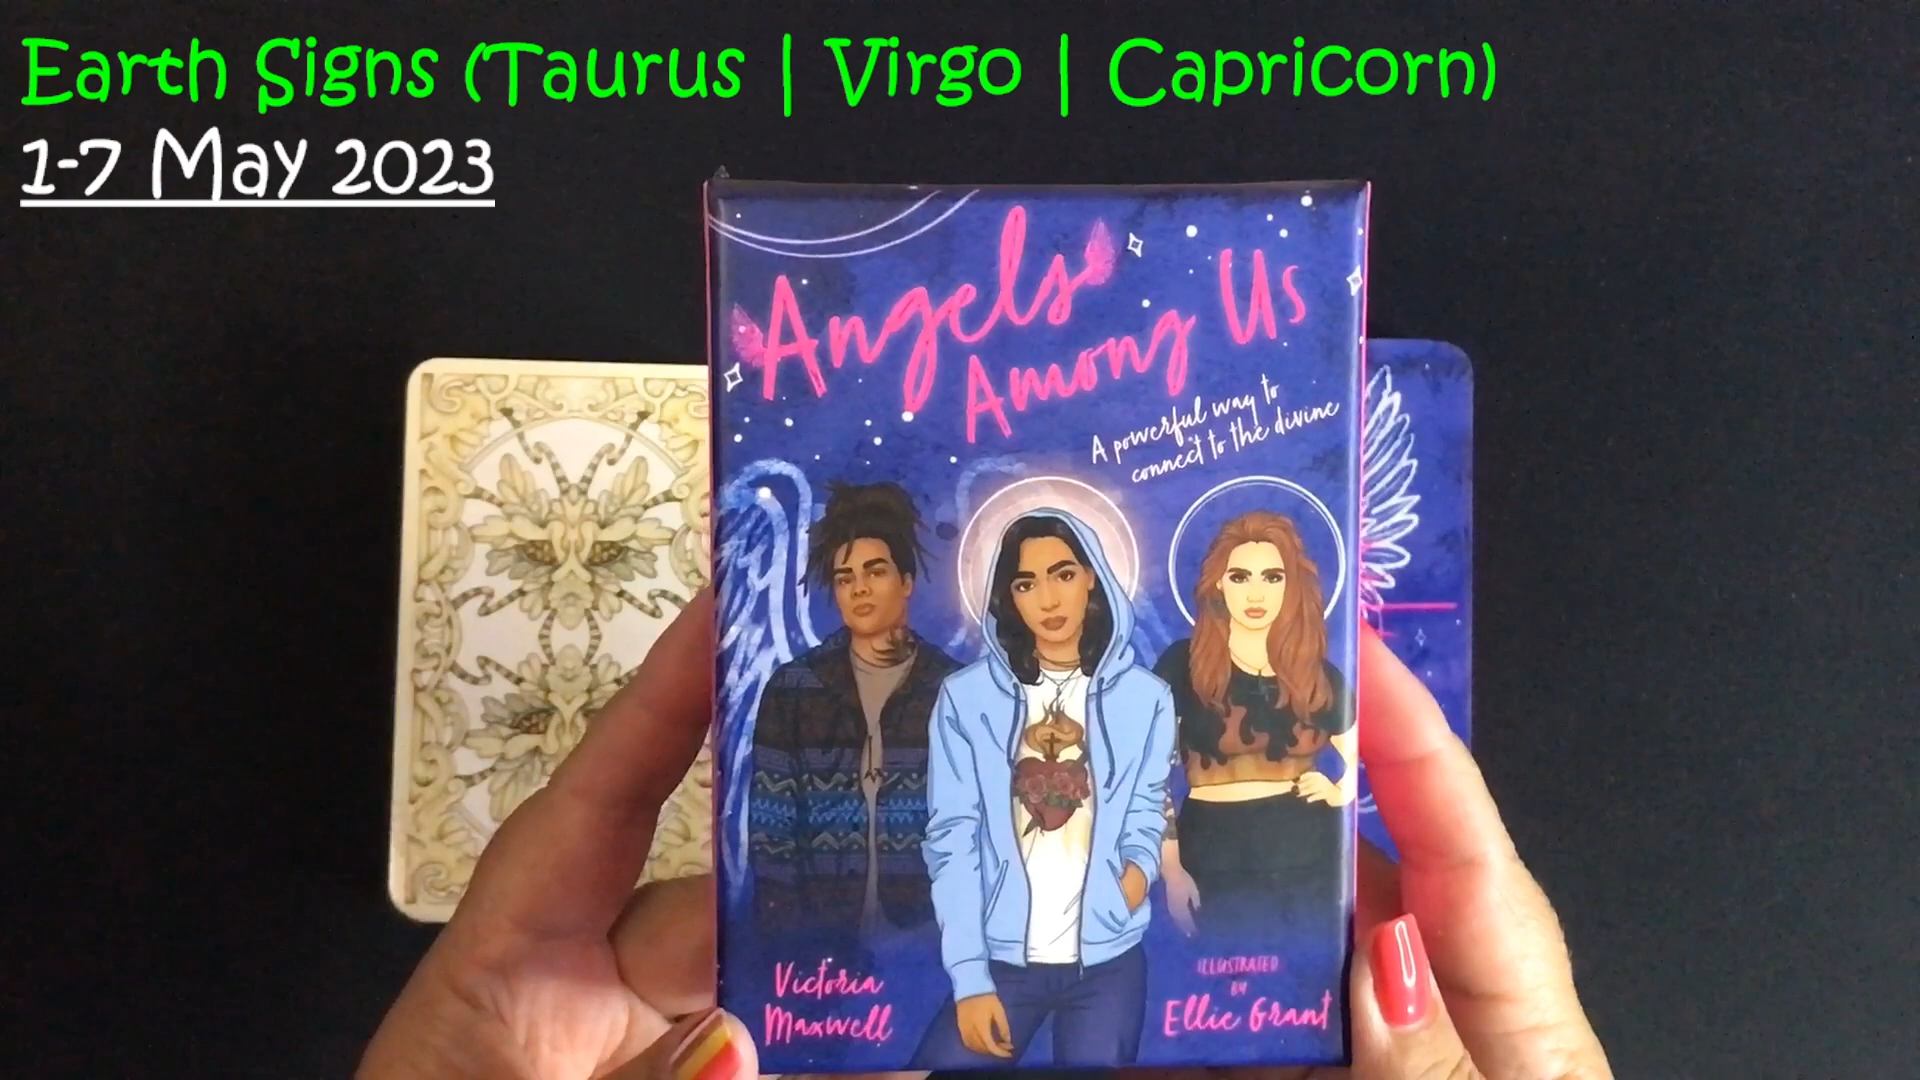 Earth Signs (Taurus | Virgo | Capricorn)
1-7 May 2023
Angels
Among Us
A powerful way to
connect to the divine
Victoria
Maxwell
ILLUSTRATED
BY
Ellie Grant